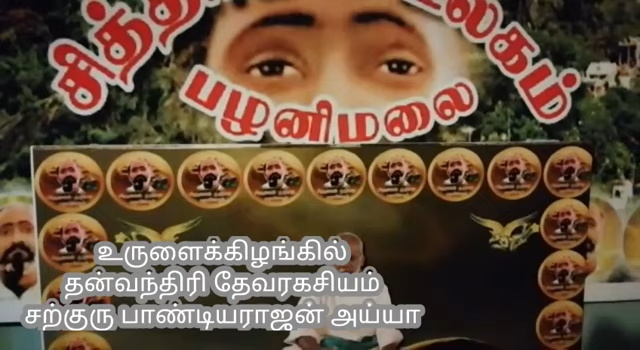 பழனிமலை
உருளைக்கிழங்கில்
தன்வந்திரி தேவரகசியம்
சற்குரு பாண்டியராஜன் அய்யா